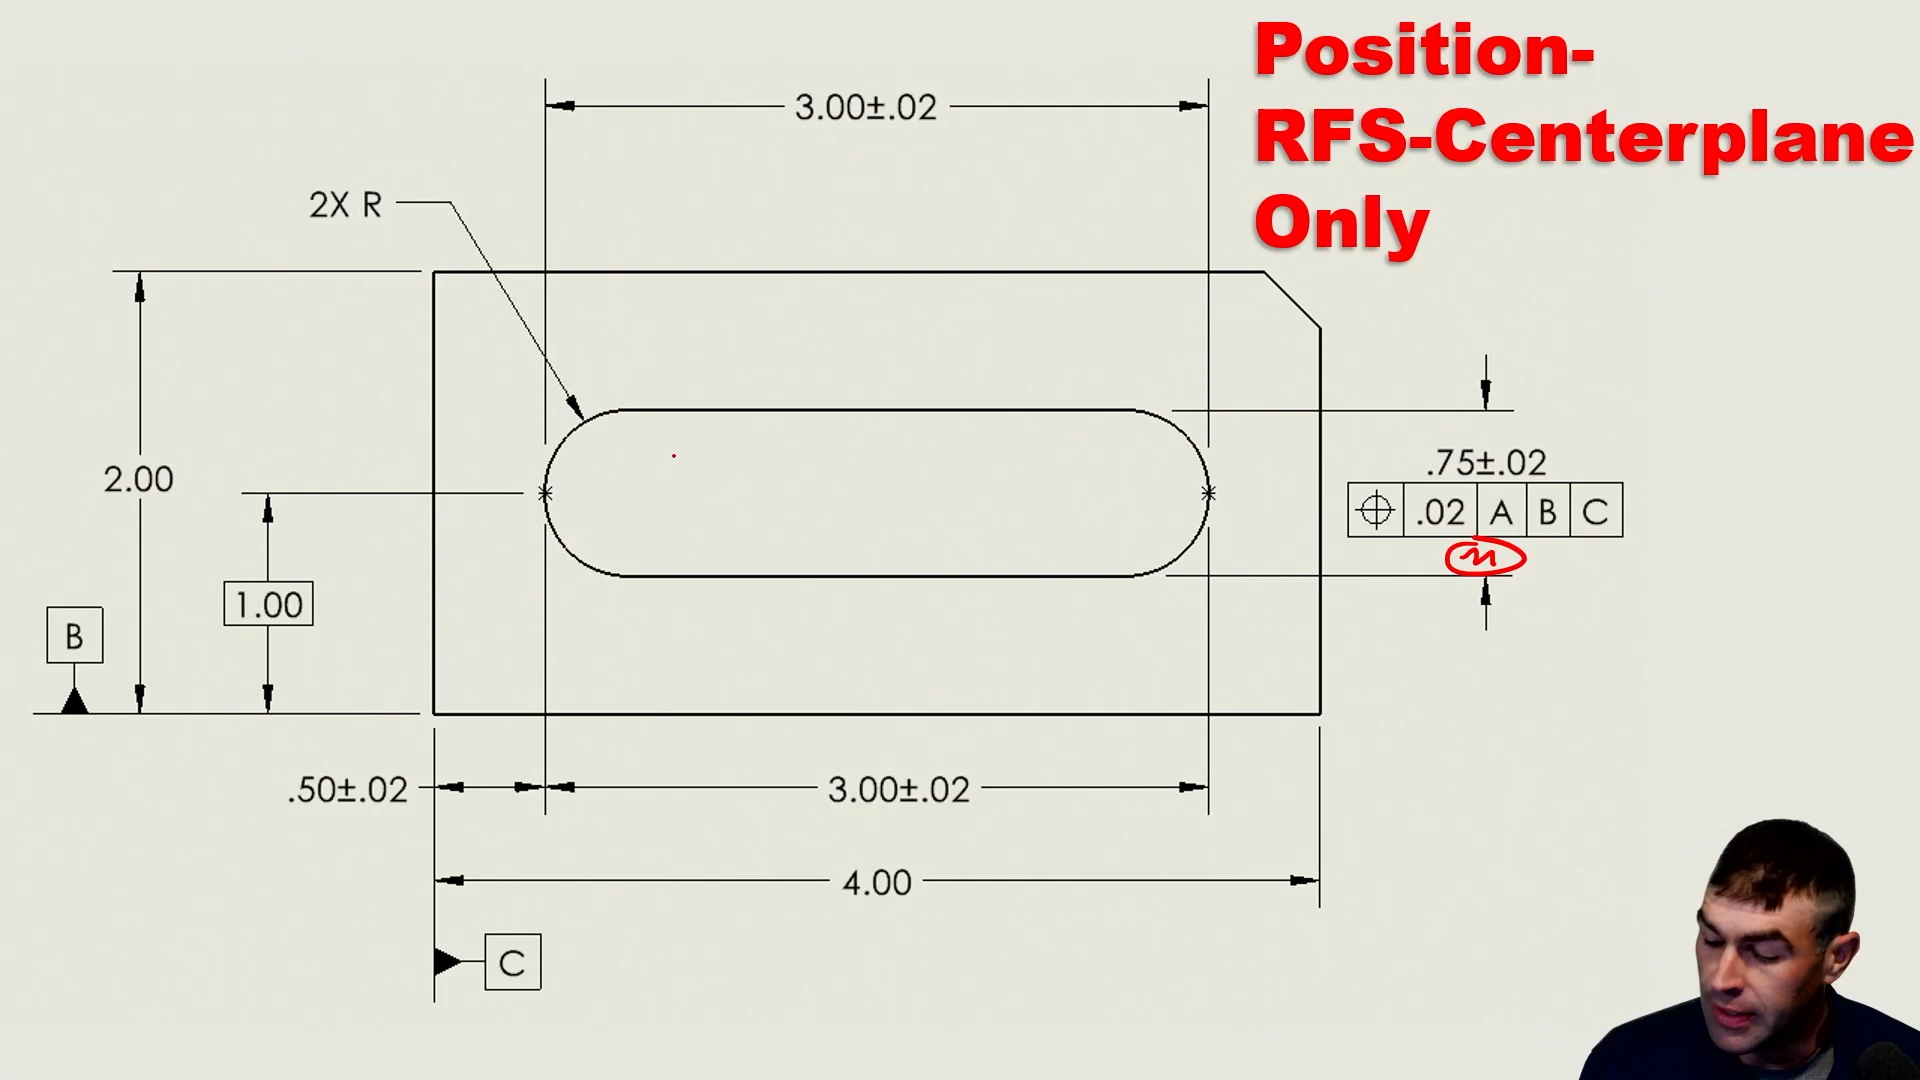 Position-
RFS-Centerplane
Only
3.00±.02
2X R
2.00
.75±.02
⌖ .02 A B C
M
1.00
B
.50±.02
3.00±.02
4.00
C